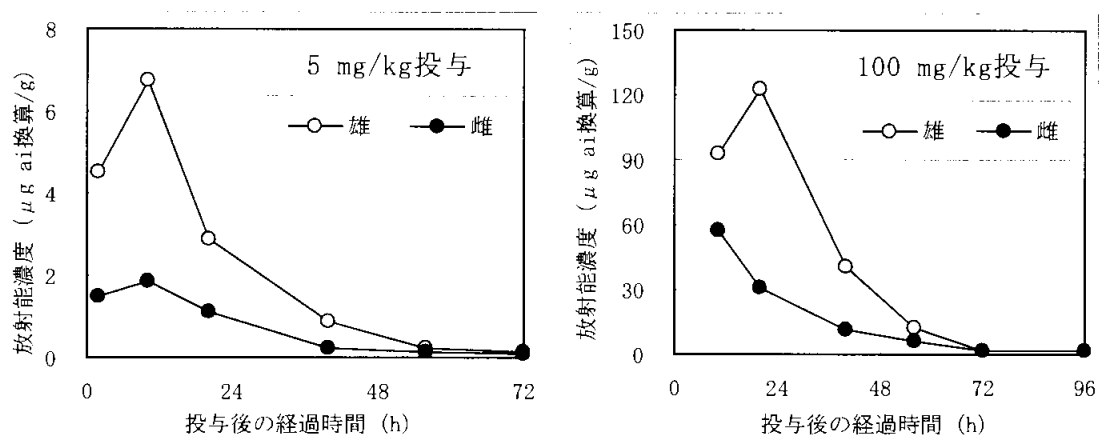 5 mg/kg投与
雄 雌
放射能濃度 (μg ai換算/g)
8
6
4
2
0
0 24 48 72
投与後の経過時間 (h)
100 mg/kg投与
雄 雌
放射能濃度 (μg ai換算/g)
150
120
90
60
30
0
0 24 48 72 96
投与後の経過時間 (h)